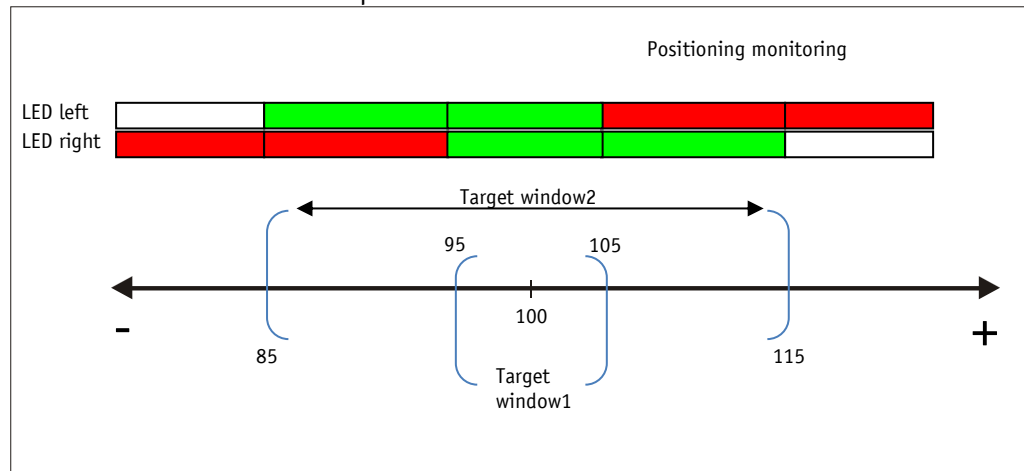 Positioning monitoring
LED left
LED right
Target window2
95
105
-
100
+
85
115
Target
window1